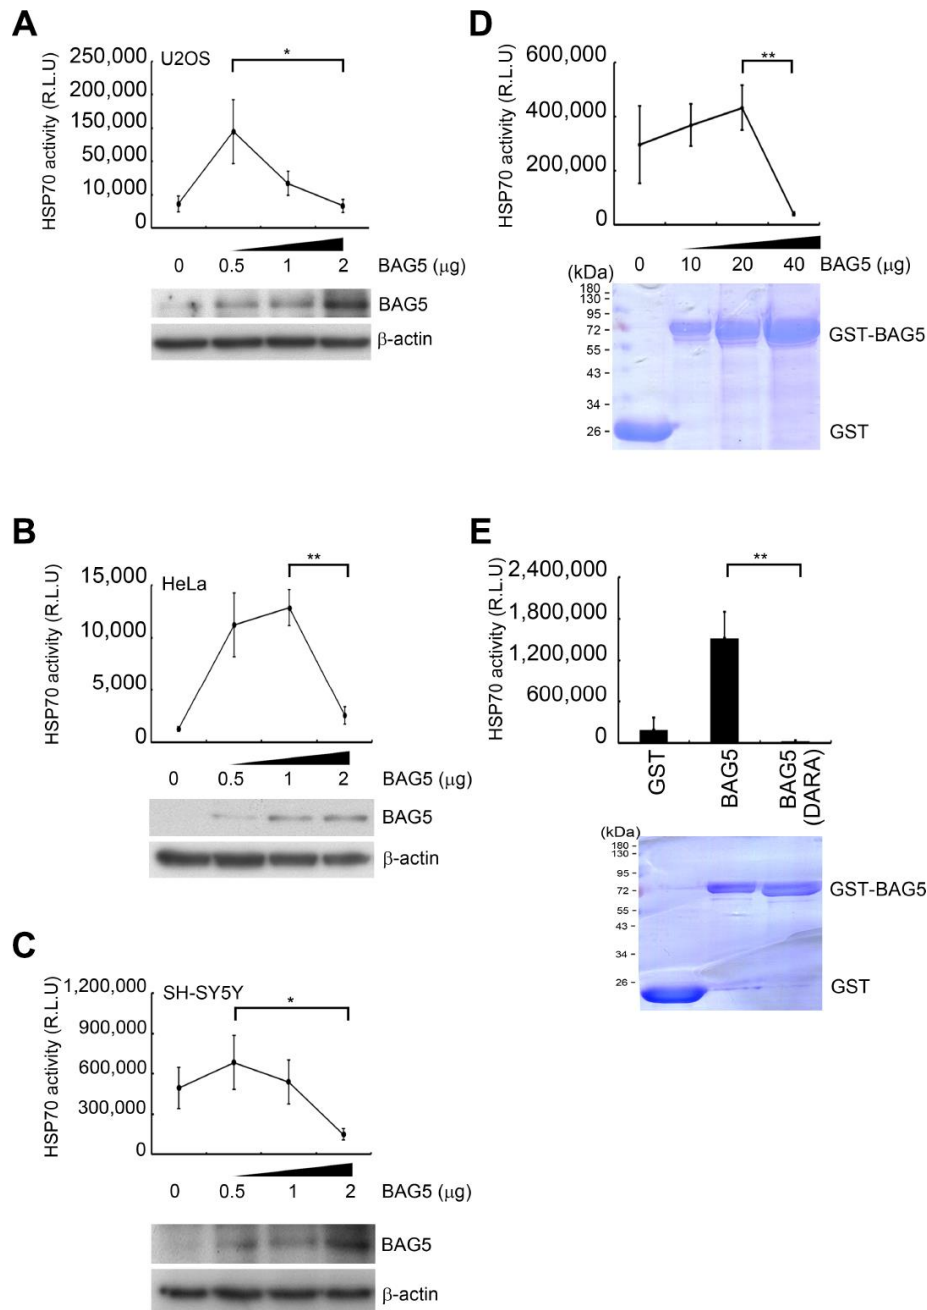 A
U2OS
*
HSP70 activity (R.L.U)
250,000
150,000
50,000
10,000
0
0 0.5 1 2 BAG5 (μg)
BAG5
β-actin
B
HeLa
**
HSP70 activity (R.L.U)
15,000
10,000
5,000
0
0 0.5 1 2 BAG5 (μg)
BAG5
β-actin
C
SH-SY5Y
*
HSP70 activity (R.L.U)
1,200,000
900,000
600,000
300,000
0
0 0.5 1 2 BAG5 (μg)
BAG5
β-actin
D
**
HSP70 activity (R.L.U)
600,000
400,000
200,000
0
0 10 20 40 BAG5 (μg)
(kDa)
180
130
95
72
55
43
34
26
GST-BAG5
GST
E
**
HSP70 activity (R.L.U)
2,400,000
1,800,000
1,200,000
600,000
0
GST
BAG5
BAG5
(DARA)
(kDa)
180
130
95
72
55
43
34
26
GST-BAG5
GST